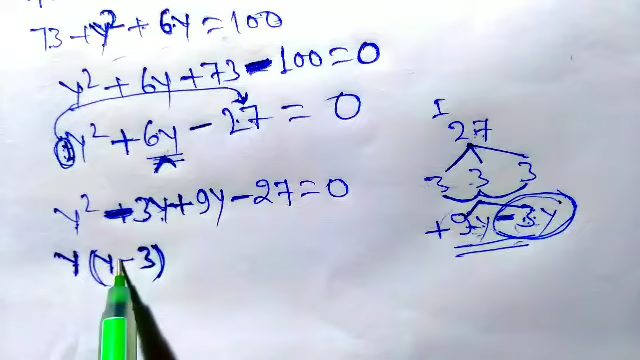 73 + y² + 6y = 100
y² + 6y + 73 - 100 = 0
1y² + 6y - 27 = 0
y² - 3y + 9y - 27 = 0
y (y - 3)
I
27
3 3 3
+ 9y - 3y